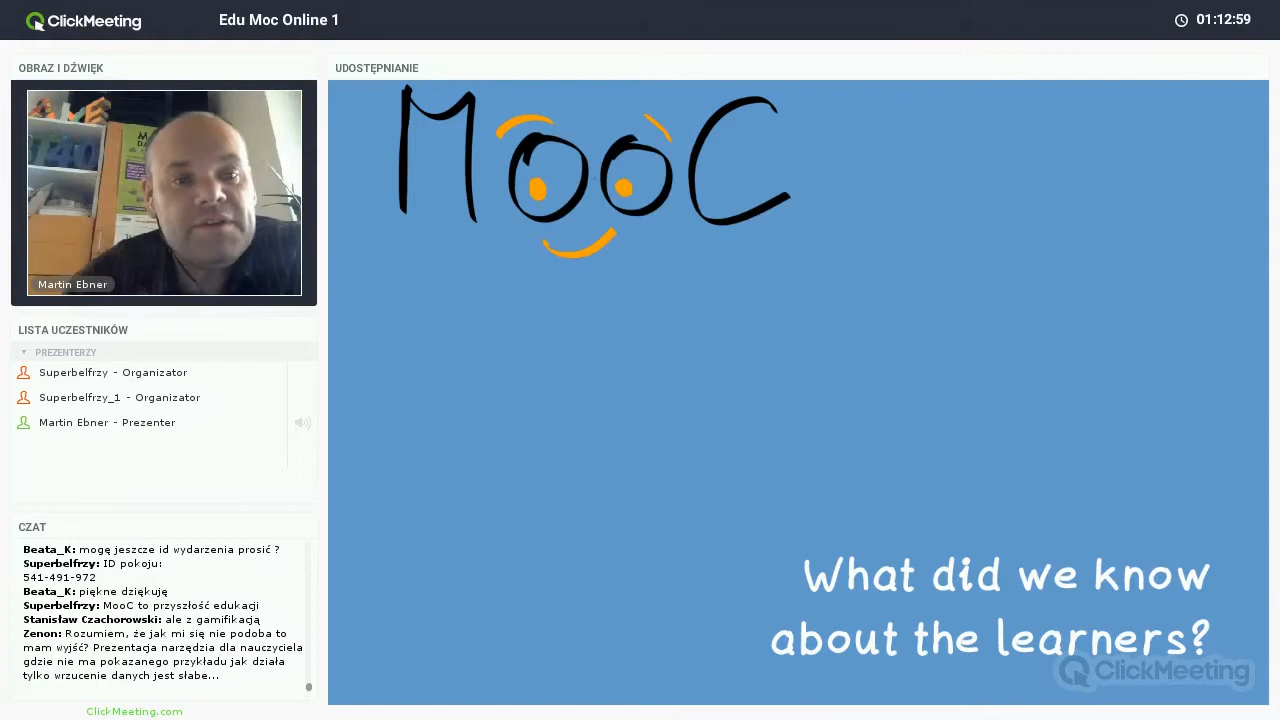 ClickMeeting
Edu Moc Online 1
01:12:59
OBRAZ I DŹWIĘK
Martin Ebner
LISTA UCZESTNIKÓW
PREZENTERZY
Superbelfrzy - Organizator
Superbelfrzy_1 - Organizator
Martin Ebner - Prezenter
CZAT
Beata_K: mogę jeszcze id wydarzenia prosić ?
Superbelfrzy: ID pokoju:
541-491-972
Beata_K: piękne dziękuję
Superbelfrzy: MooC to przyszłość edukacji
Stanisław Czachorowski: ale z gamifikacją
Zenon: Rozumiem, że jak mi się nie podoba to
mam wyjść? Prezentacja narzędzia dla nauczyciela
gdzie nie ma pokazanego przykładu jak działa
tylko wrzucenie danych jest słabe...
ClickMeeting.com
UDOSTĘPNIANIE
MooC
What did we know
about the learners?
ClickMeeting